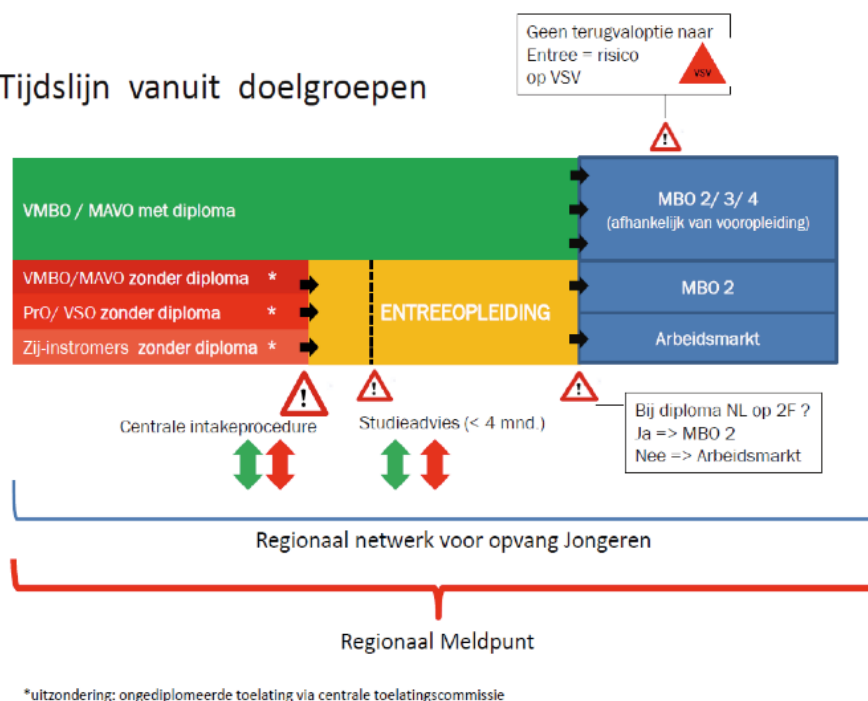 Geen terugvaloptie naar
Entree = risico
op VSV
VSV
Tijdslijn vanuit doelgroepen
!
VMBO / MAVO met diploma
MBO 2/ 3/ 4
(afhankelijk van vooropleiding)
VMBO/MAVO zonder diploma *
PrO/ VSO zonder diploma *
Zij-instromers zonder diploma *
ENTREEOPLEIDING
MBO 2
Arbeidsmarkt
!
!
!
Centrale intakeprocedure
Studieadvies (< 4 mnd.)
Bij diploma NL op 2F ?
Ja => MBO 2
Nee => Arbeidsmarkt
Regionaal netwerk voor opvang Jongeren
Regionaal Meldpunt
*uitzondering: ongediplomeerde toelating via centrale toelatingscommissie